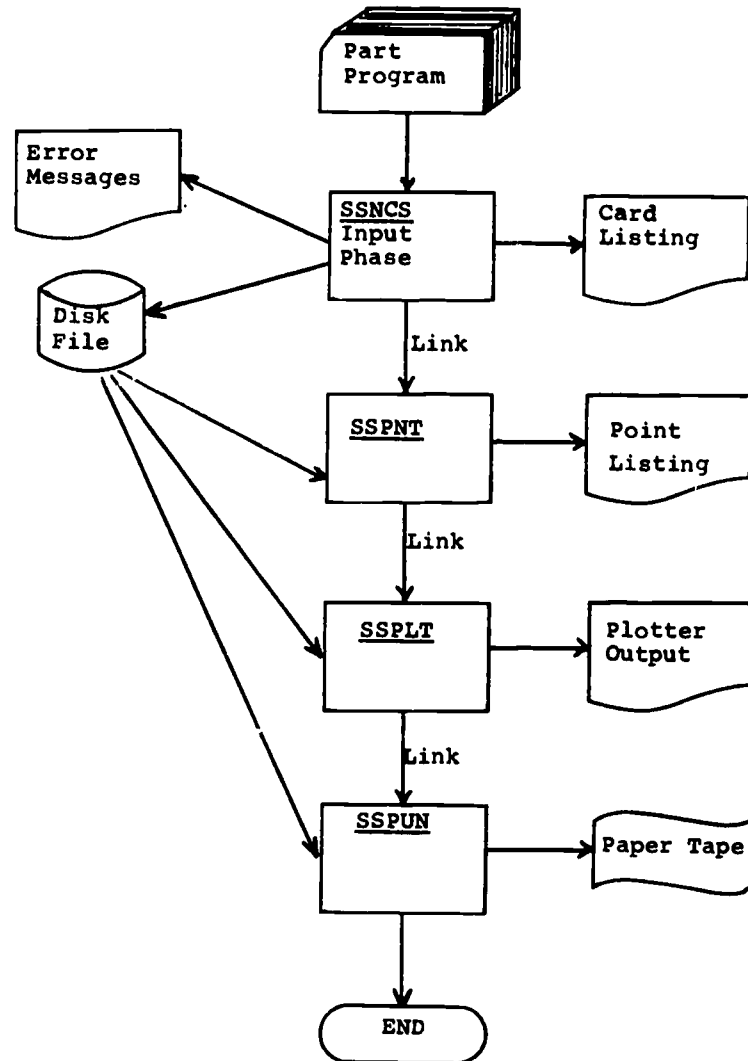 Part
Program
Error
Messages
SSNCS
Input
Phase
Card
Listing
Disk
File
Link
SSPNT
Point
Listing
Link
SSPLT
Plotter
Output
Link
SSPUN
Paper Tape
END